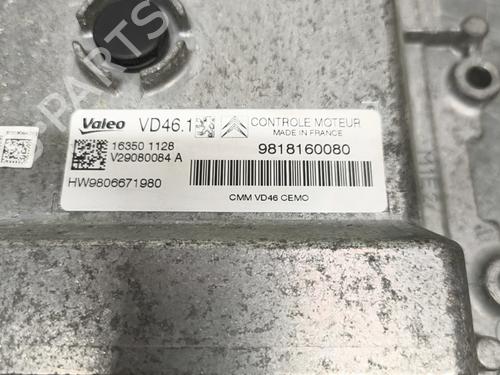 Valeo VD46.1 CONTROLE MOTEUR
MADE IN FRANCE
16350 1128
V29080084 A
9818160080
HW9806671980
CMM VD46 CEMO